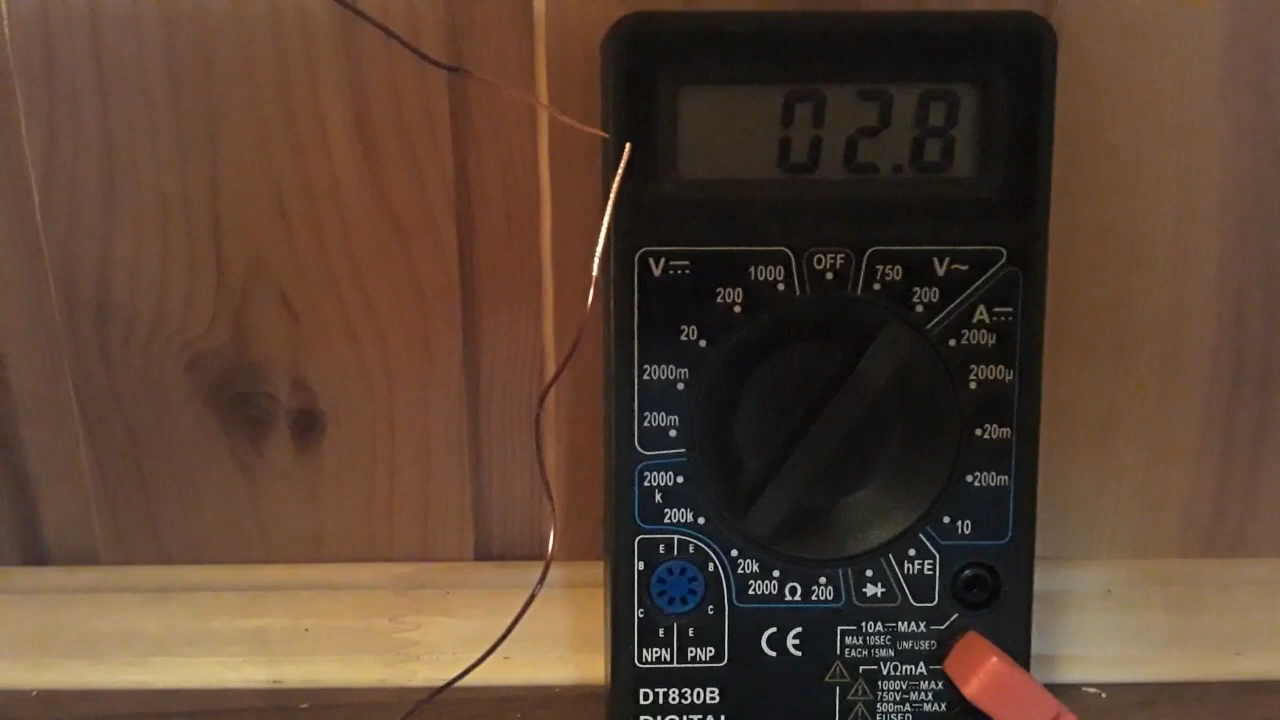 02.8
V⎓ 1000 OFF 750 V~
200 200
A⎓
20 200µ
2000m 2000µ
200m 20m
2000 200m
k
200k 10
E E
B B 20k hFE
2000 Ω 200
C C
10A⎓MAX
E E MAX 10SEC UNFUSED
NPN PNP CE EACH 15MIN
VΩmA
1000V⎓MAX
DT830B 750V~MAX
500mA⎓MAX
DIGITAL FUSED